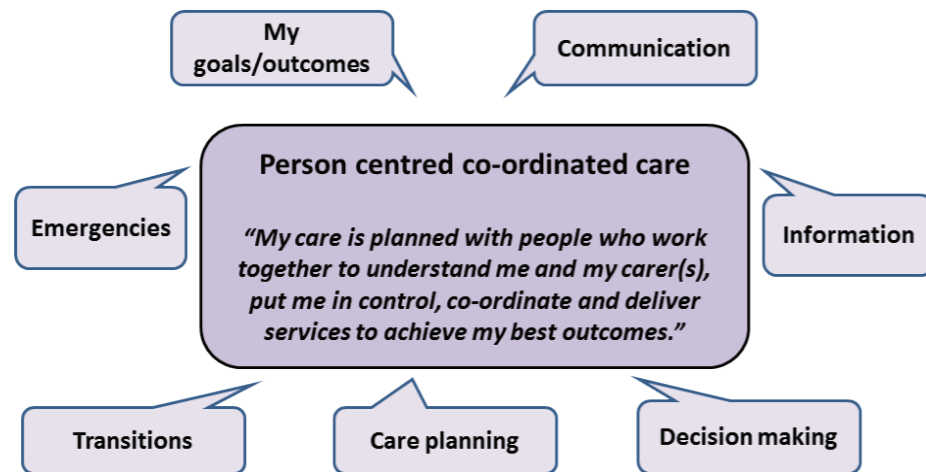 My
goals/outcomes
Communication
Person centred co-ordinated care
Emergencies
Information
“My care is planned with people who work
together to understand me and my carer(s),
put me in control, co-ordinate and deliver
services to achieve my best outcomes.”
Transitions
Care planning
Decision making